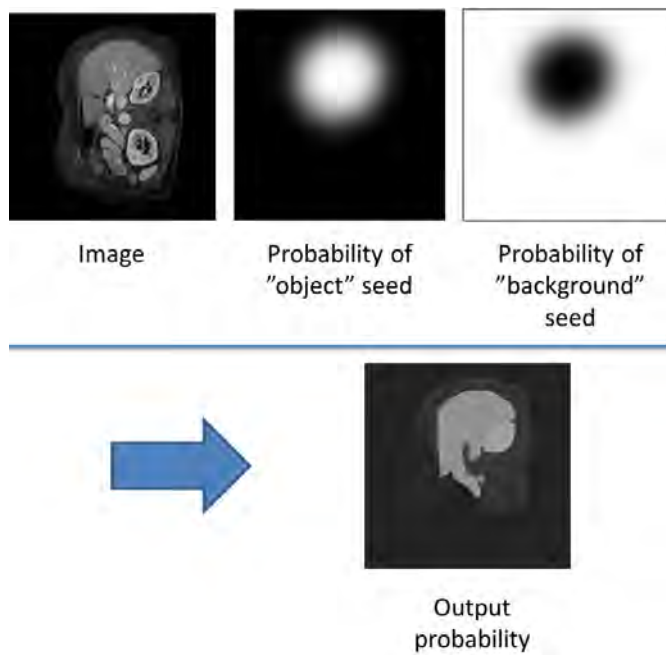 Image
Probability of
”object” seed
Probability of
”background”
seed
Output
probability